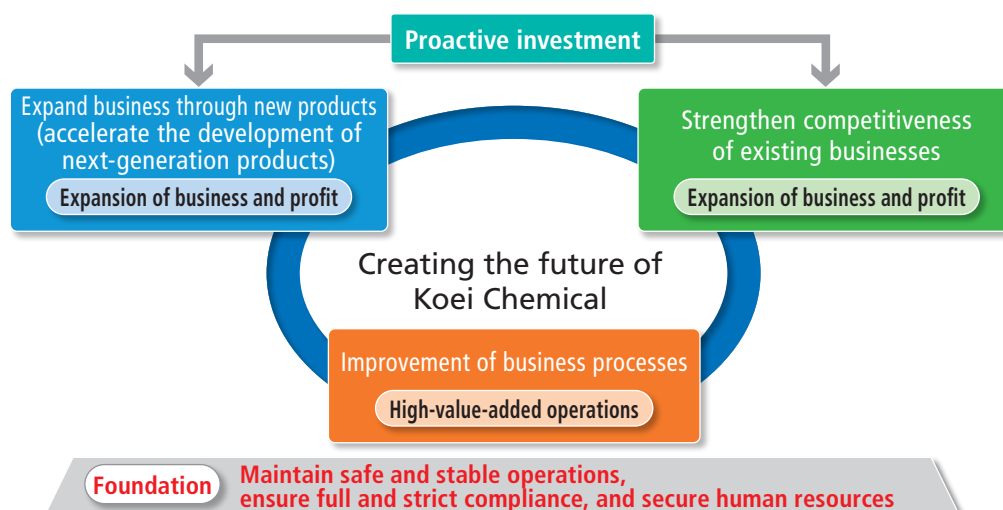 Proactive investment
Expand business through new products
(accelerate the development of
next-generation products)
Expansion of business and profit
Strengthen competitiveness
of existing businesses
Expansion of business and profit
Creating the future of
Koei Chemical
Improvement of business processes
High-value-added operations
Foundation
Maintain safe and stable operations,
ensure full and strict compliance, and secure human resources